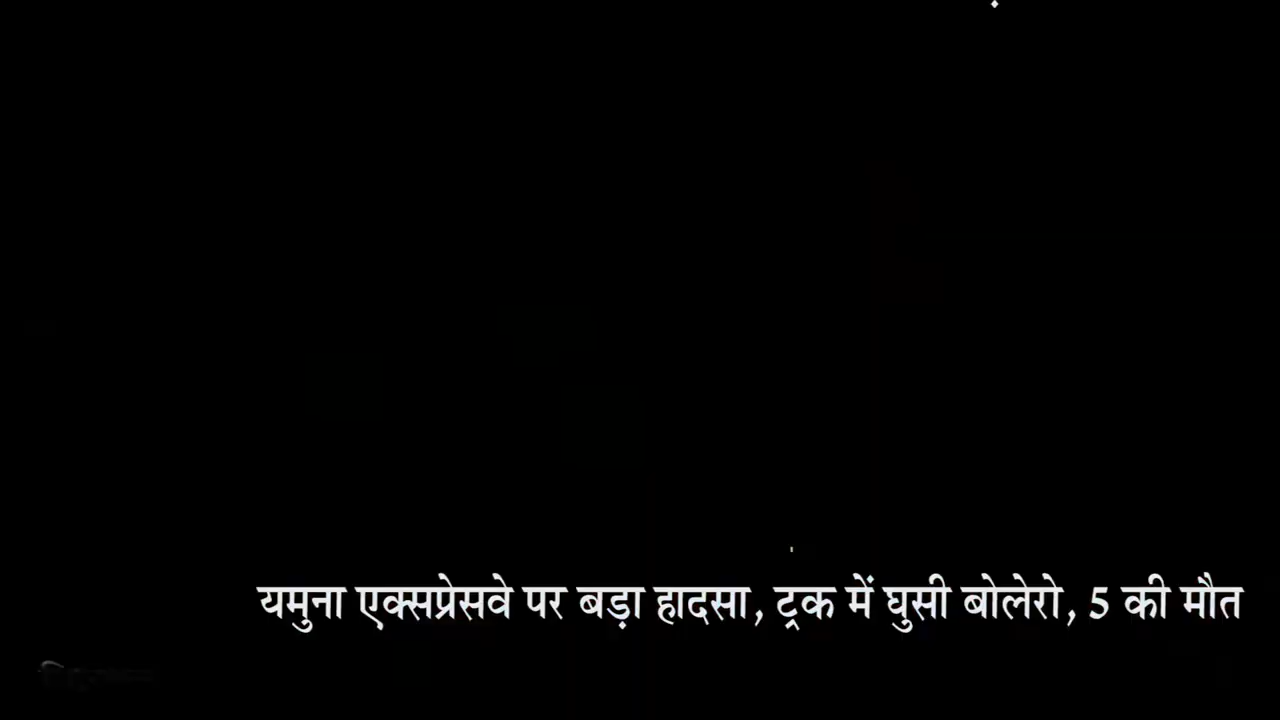 यमुना एक्सप्रेसवे पर बड़ा हादसा, ट्रक में घुसी बोलेरो, 5 की मौत